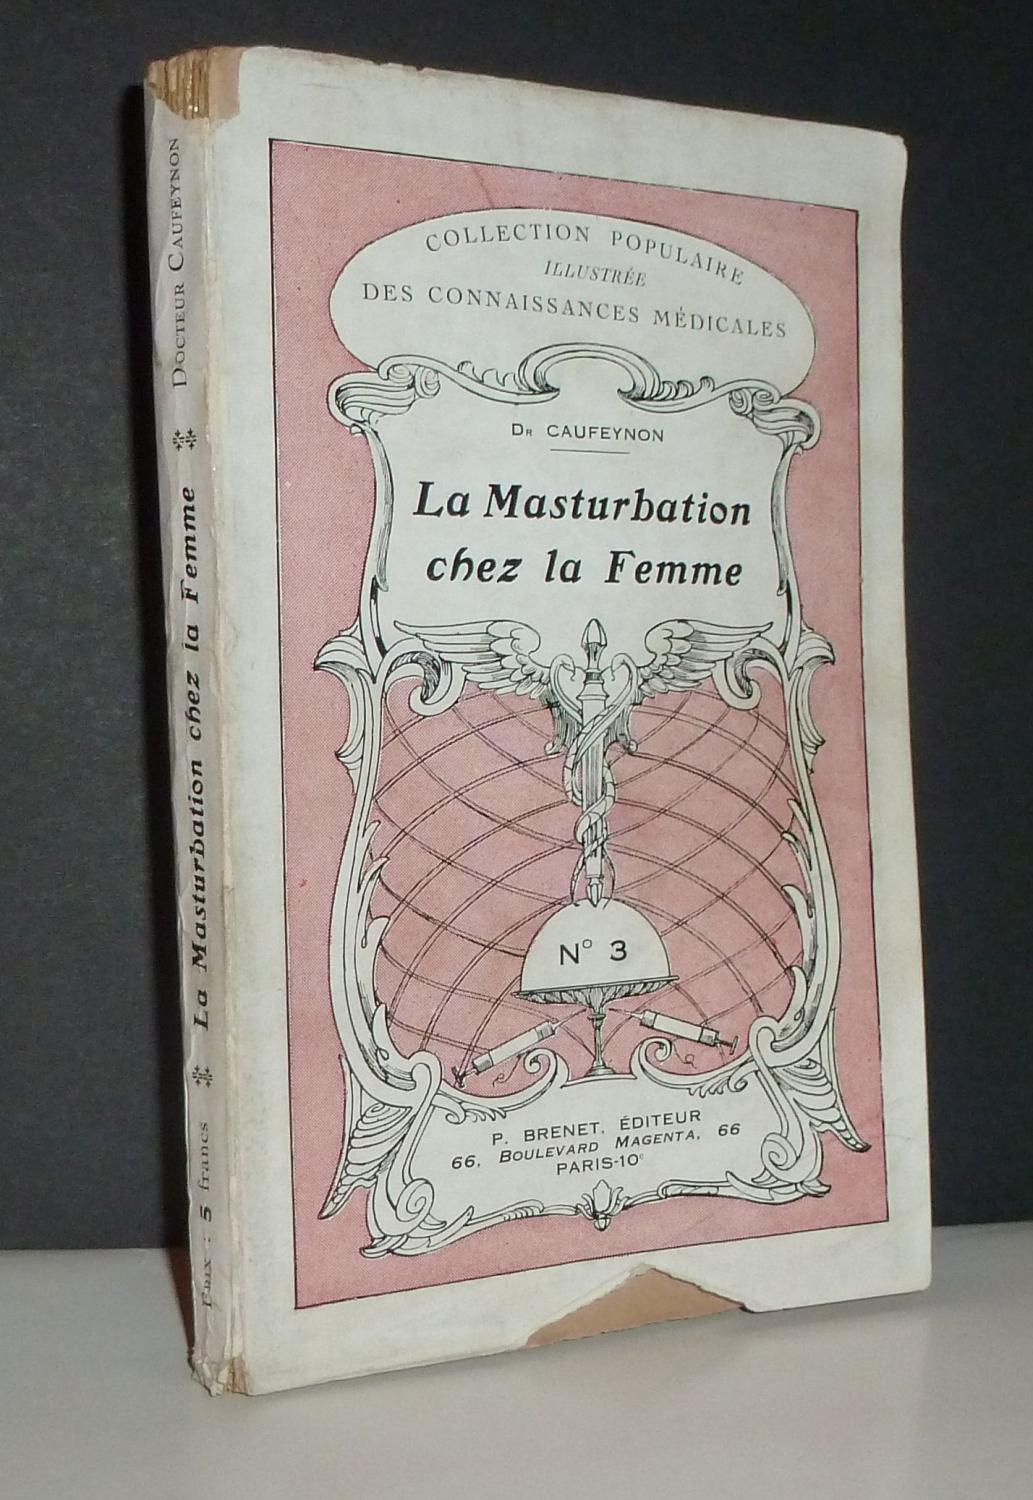 COLLECTION POPULAIRE
ILLUSTRÉE
DES CONNAISSANCES MÉDICALES
DR CAUFEYNON
La Masturbation
chez la Femme
No 3
P. BRENET, ÉDITEUR
66, BOULEVARD MAGENTA, 66
PARIS-10e
PRIX : 5 francs La Masturbation chez la Femme DOCTEUR CAUFEYNON